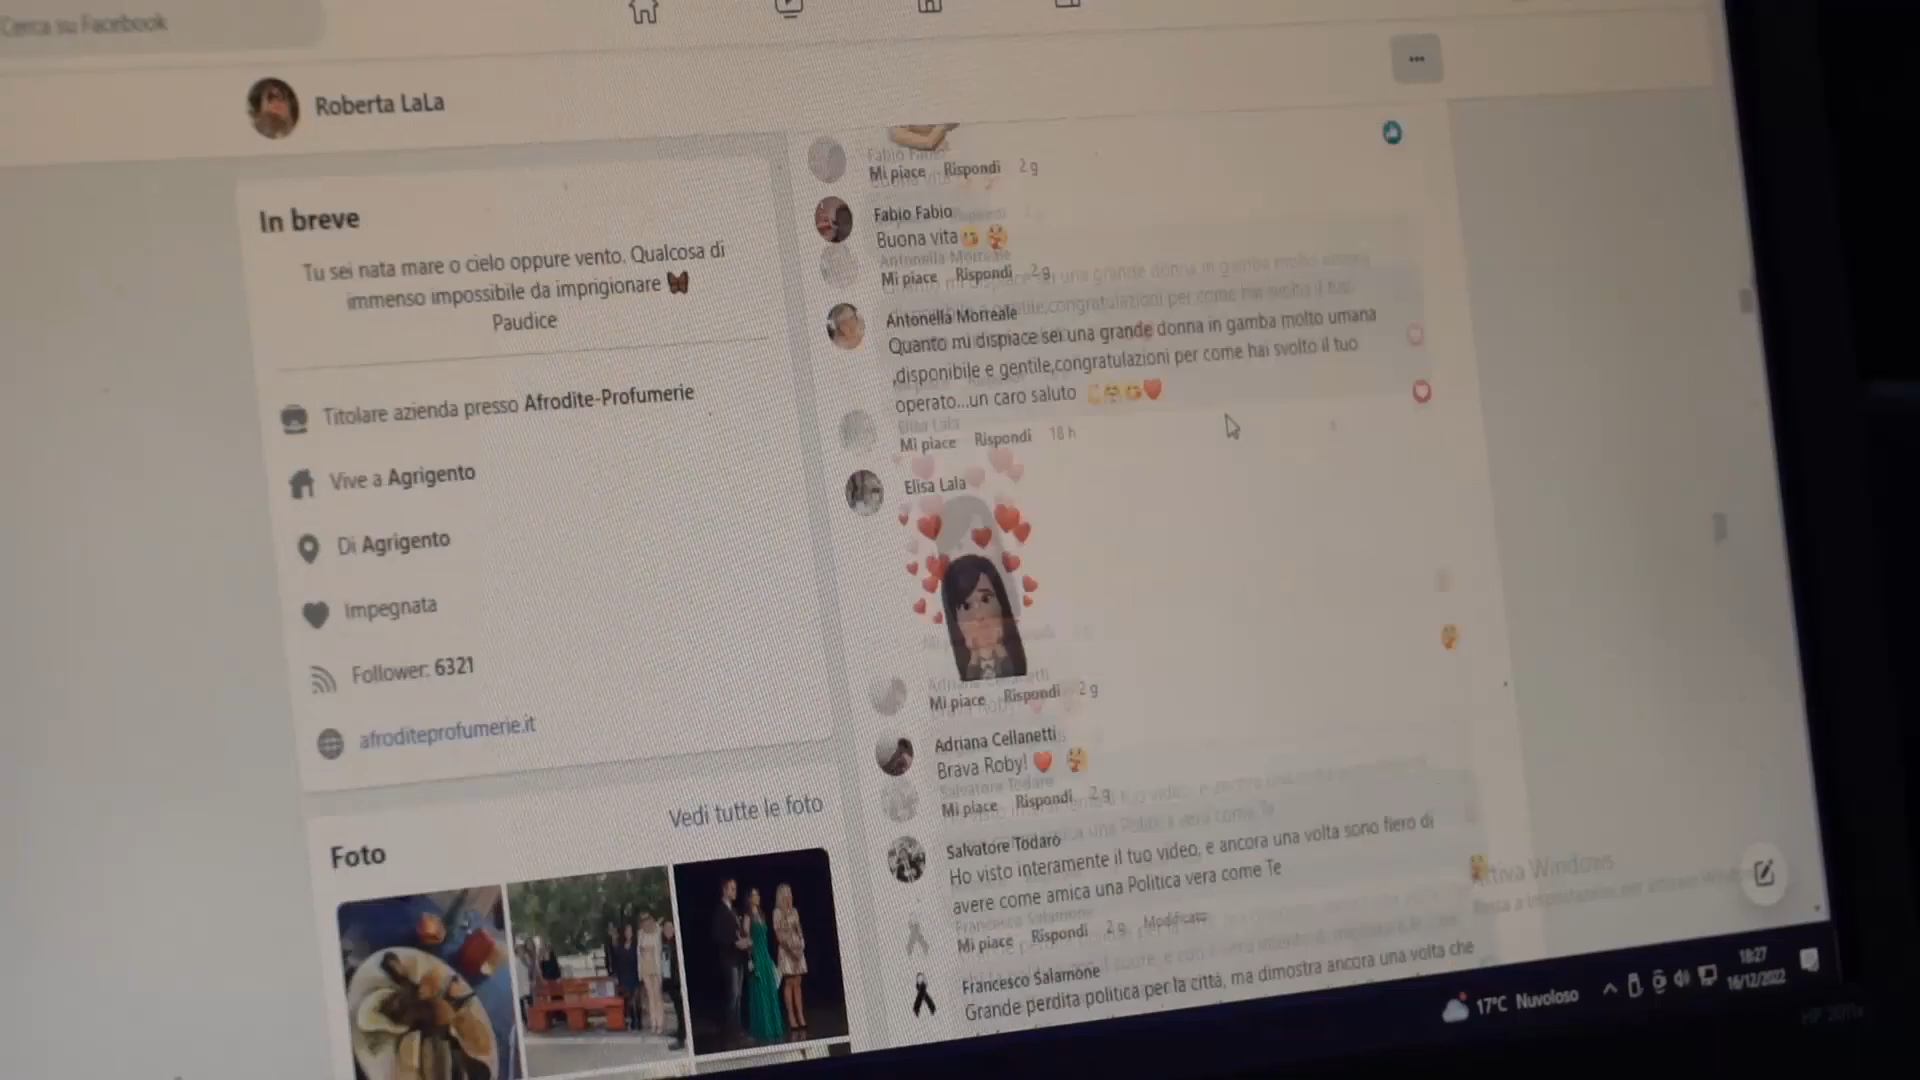 Cerca su Facebook
Roberta LaLa
In breve
Tu sei nata mare o cielo oppure vento. Qualcosa di
immenso impossibile da imprigionare
Paudice
Titolare azienda presso Afrodite-Profumerie
Vive a Agrigento
Di Agrigento
Impegnata
Follower: 6321
afroditeprofumerie.it
Foto
Vedi tutte le foto
Mi piace Rispondi 2 g
Fabio Fabio
Buona vita
Mi piace Rispondi 2 g
Antonella Morreale
Quanto mi dispiace sei una grande donna in gamba molto umana
,disponibile e gentile,congratulazioni per come hai svolto il tuo
operato...un caro saluto
Mi piace Rispondi 18 h
Elisa Lala
Mi piace Rispondi 2 g
Adriana Cellanetti
Brava Roby!
Mi piace Rispondi 2 g
Salvatore Todaro
Ho visto interamente il tuo video, e ancora una volta sono fiero di
avere come amica una Politica vera come Te
Mi piace Rispondi 2 g Modificato
Francesco Salamone
Grande perdita politica per la città, ma dimostra ancora una volta che
Attiva Windows
17°C Nuvoloso
18:27
16/12/2022